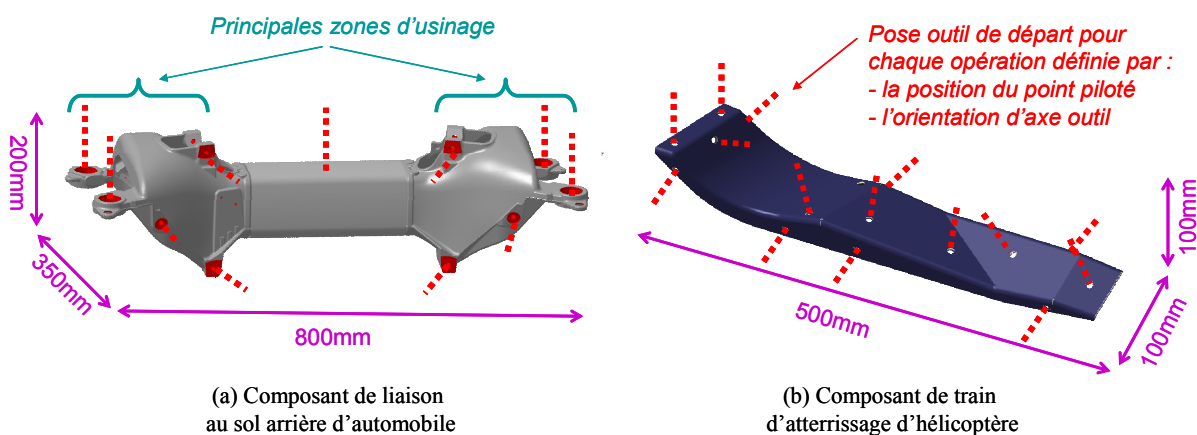 Principales zones d'usinage
200mm
350mm
800mm
(a) Composant de liaison
au sol arrière d'automobile
Pose outil de départ pour
chaque opération définie par :
- la position du point piloté
- l'orientation d'axe outil
100mm
500mm
100mm
(b) Composant de train
d'atterrissage d'hélicoptère